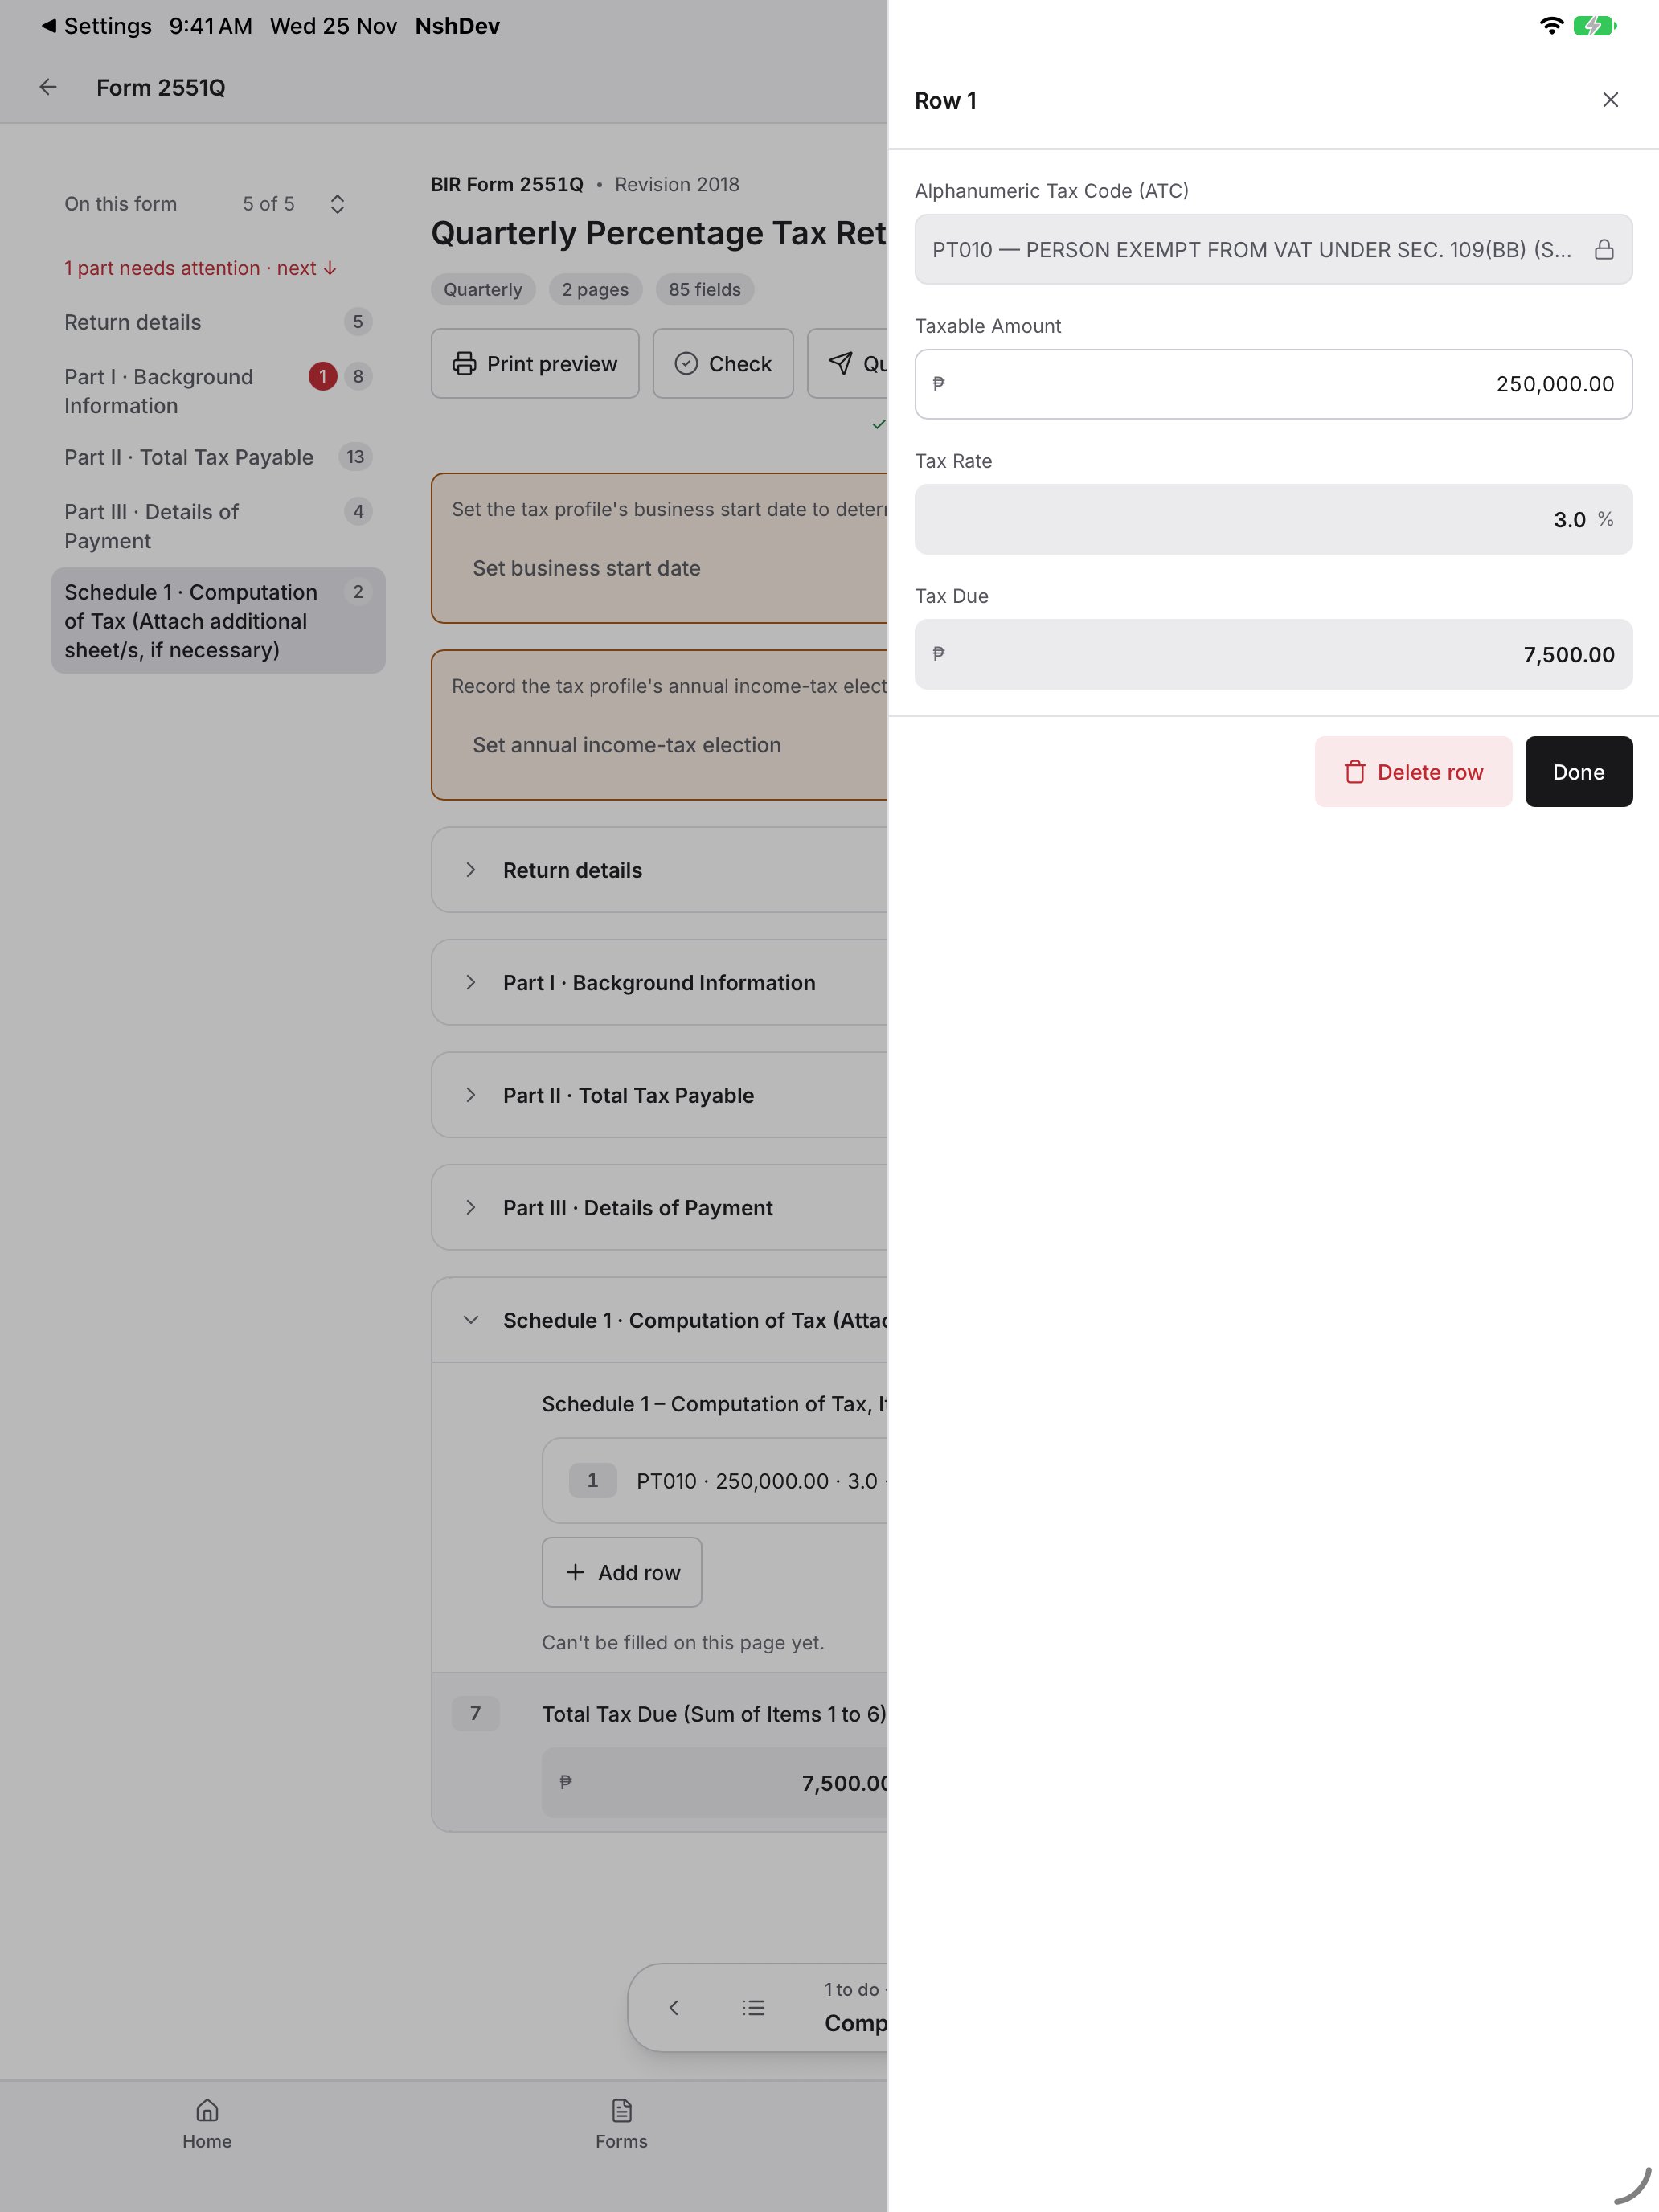 Settings 9:41 AM Wed 25 Nov NshDev
Form 2551Q
On this form 5 of 5
1 part needs attention · next ↓
Return details 5
Part I · Background 1 8
Information
Part II · Total Tax Payable 13
Part III · Details of 4
Payment
Schedule 1 · Computation 2
of Tax (Attach additional
sheet/s, if necessary)
BIR Form 2551Q • Revision 2018
Quarterly Percentage Tax Ret
Quarterly 2 pages 85 fields
Print preview Check Qu
Set the tax profile's business start date to deter
Set business start date
Record the tax profile's annual income-tax elect
Set annual income-tax election
Return details
Part I · Background Information
Part II · Total Tax Payable
Part III · Details of Payment
Schedule 1 · Computation of Tax (Attac
Schedule 1 – Computation of Tax, It
1 PT010 · 250,000.00 · 3.0 ·
Add row
Can't be filled on this page yet.
7 Total Tax Due (Sum of Items 1 to 6)
₱ 7,500.00
1 to do ·
Comp
Home Forms
Row 1
Alphanumeric Tax Code (ATC)
PT010 — PERSON EXEMPT FROM VAT UNDER SEC. 109(BB) (S...
Taxable Amount
₱ 250,000.00
Tax Rate
3.0 %
Tax Due
₱ 7,500.00
Delete row Done